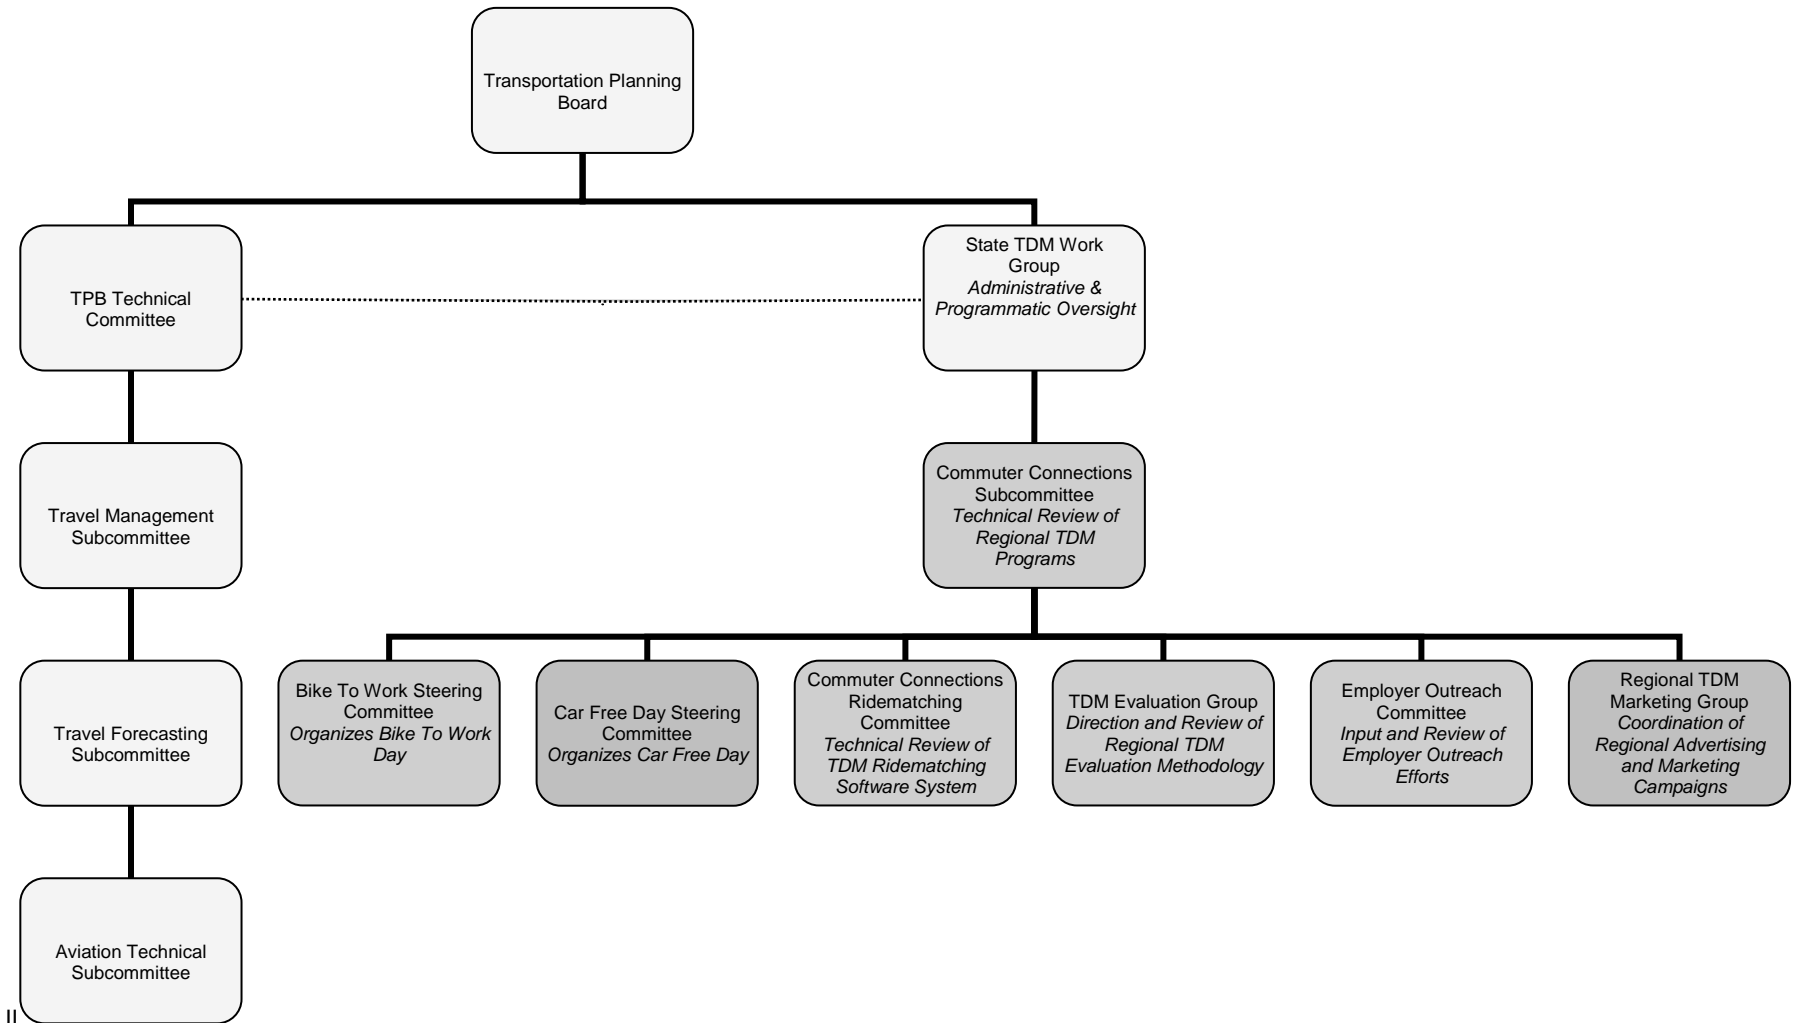 Transportation Planning
Board
TPB Technical
Committee
State TDM Work
Group
Administrative &
Programmatic Oversight
Travel Management
Subcommittee
Commuter Connections
Subcommittee
Technical Review of
Regional TDM
Programs
Travel Forecasting
Subcommittee
Bike To Work Steering
Committee
Organizes Bike To Work
Day
Car Free Day Steering
Committee
Organizes Car Free Day
Commuter Connections
Ridematching
Committee
Technical Review of
TDM Ridematching
Software System
TDM Evaluation Group
Direction and Review of
Regional TDM
Evaluation Methodology
Employer Outreach
Committee
Input and Review of
Employer Outreach
Efforts
Regional TDM
Marketing Group
Coordination of
Regional Advertising
and Marketing
Campaigns
Aviation Technical
Subcommittee
II